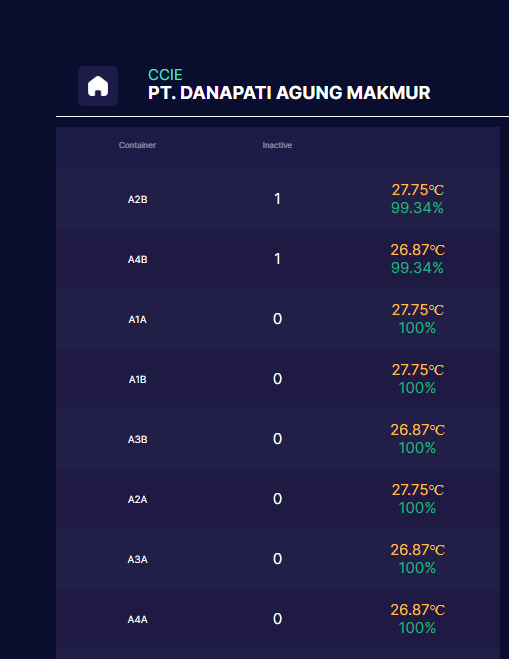 CCIE
PT. DANAPATI AGUNG MAKMUR
Container Inactive
A2B 1 27.75℃
99.34%
A4B 1 26.87℃
99.34%
A1A 0 27.75℃
100%
A1B 0 27.75℃
100%
A3B 0 26.87℃
100%
A2A 0 27.75℃
100%
A3A 0 26.87℃
100%
A4A 0 26.87℃
100%